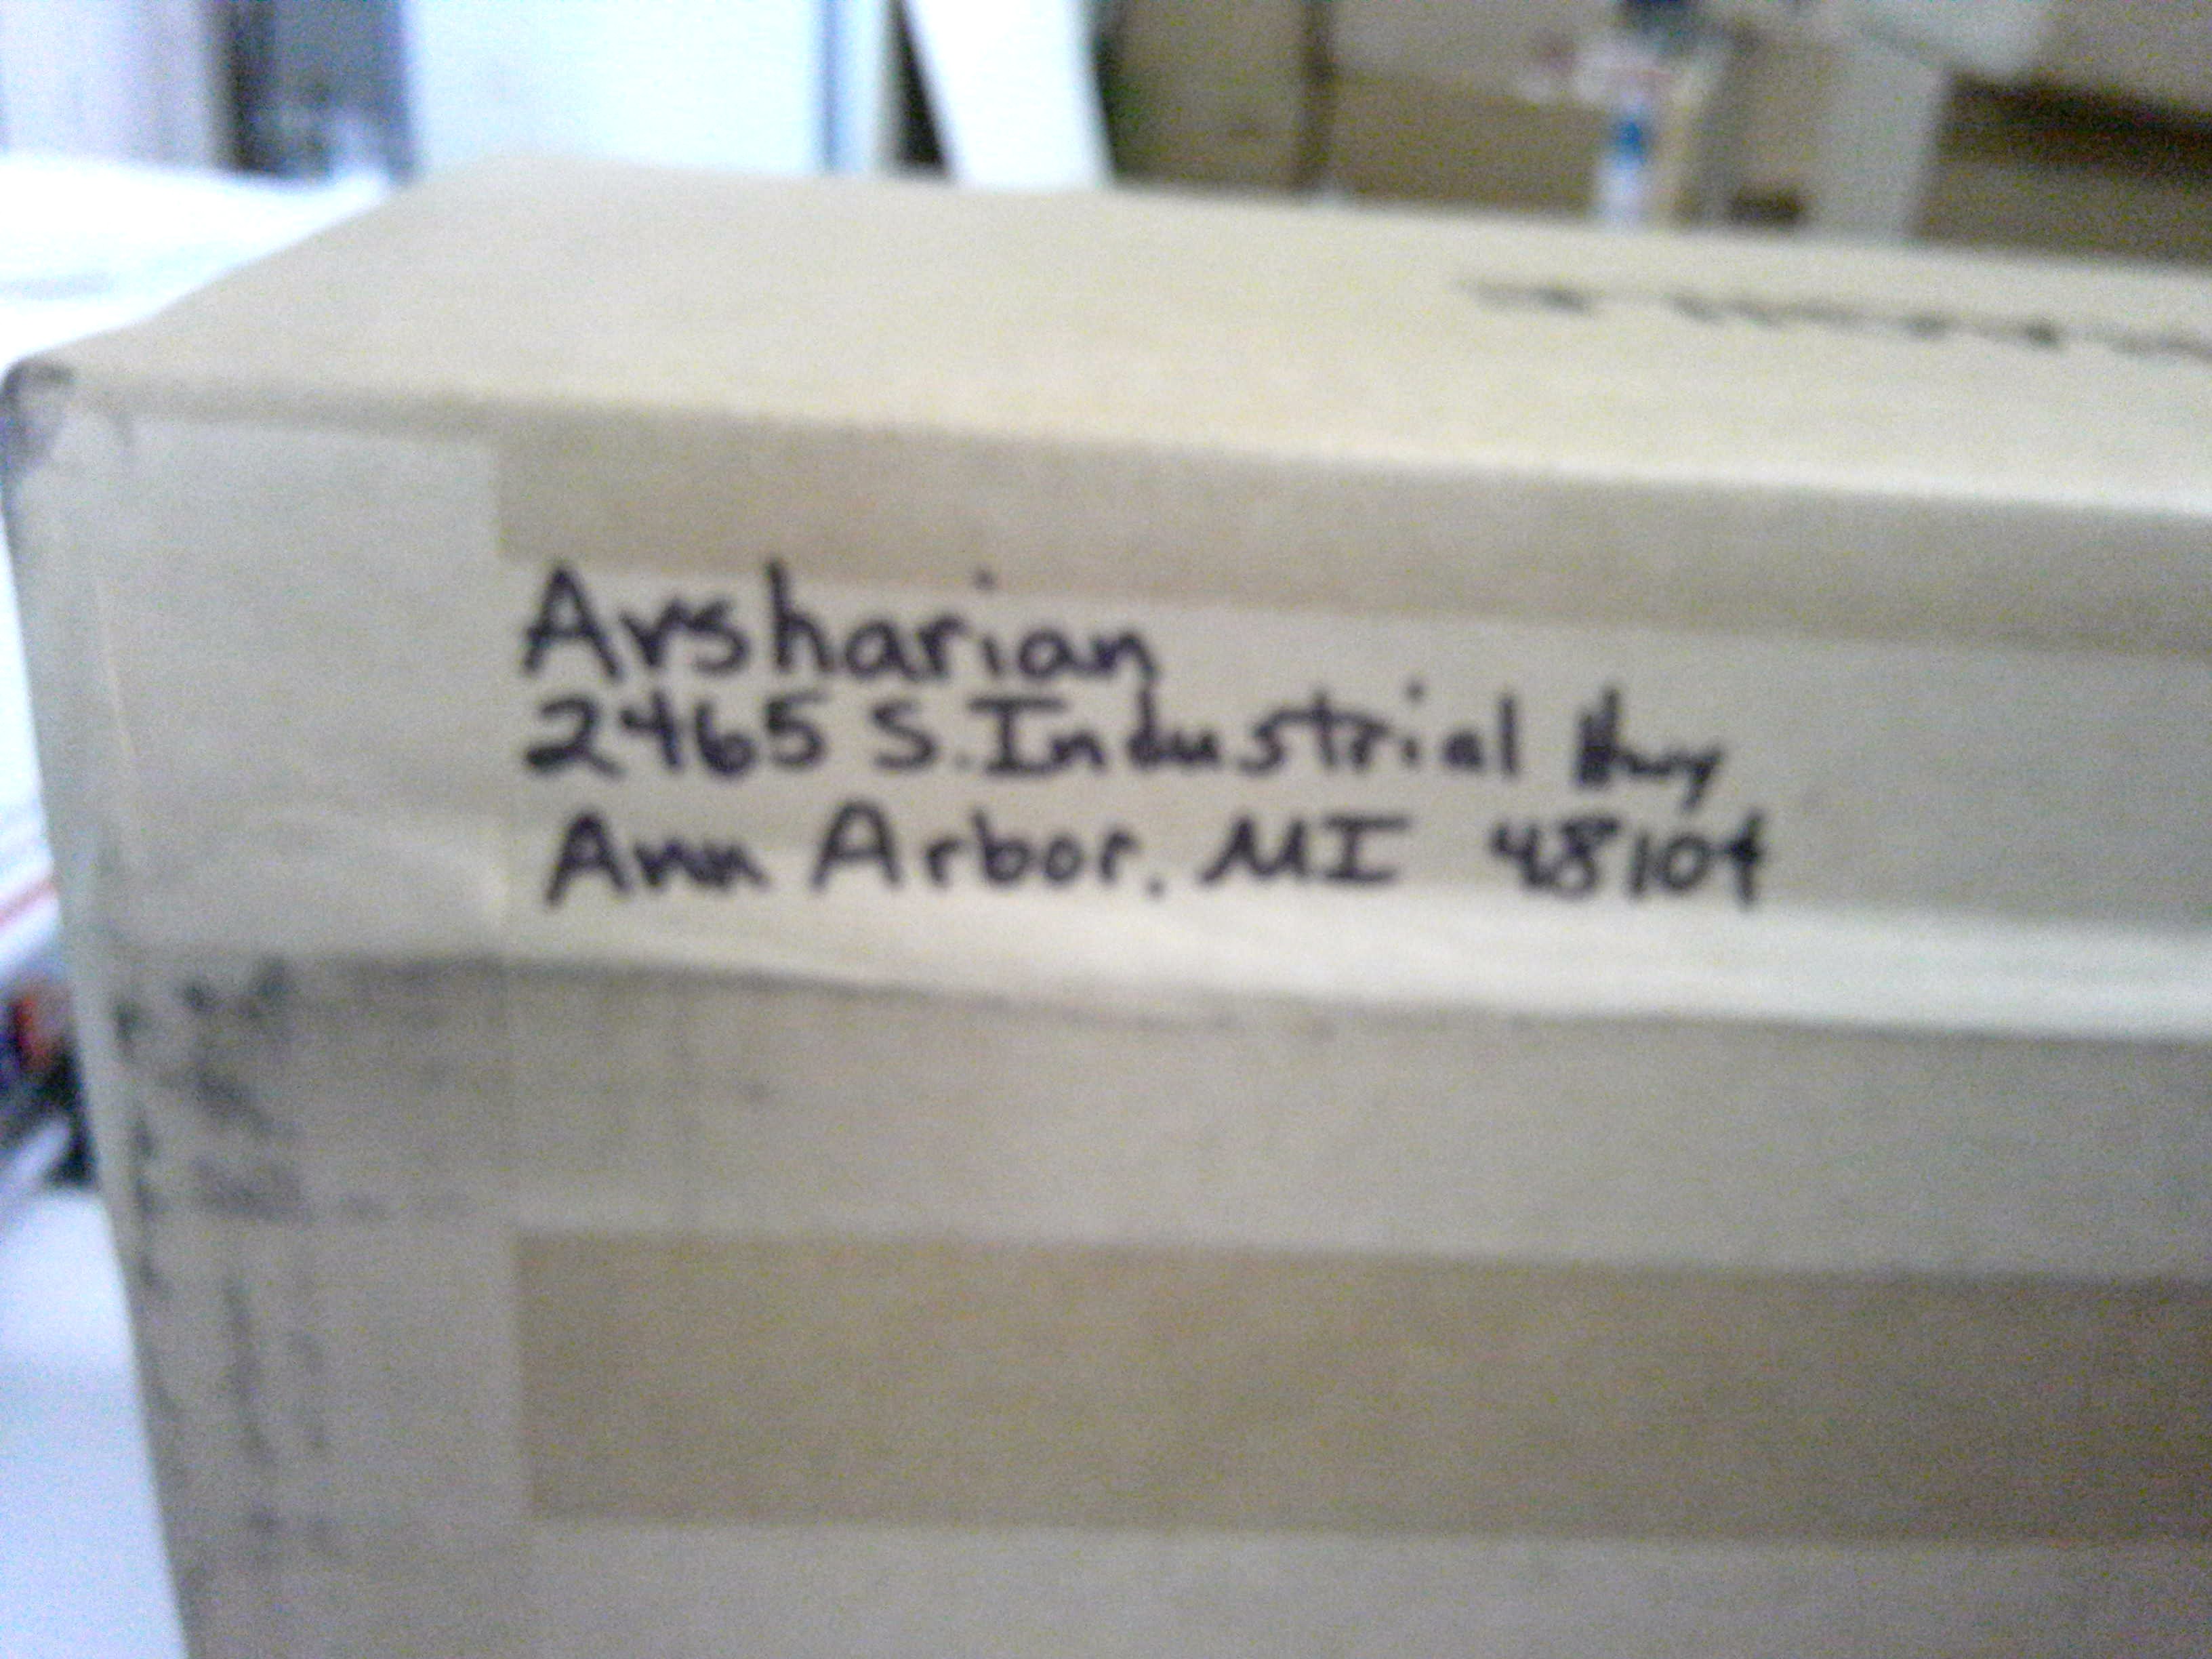 Arsharian
2465 S. Industrial Hwy
Ann Arbor, MI 48104